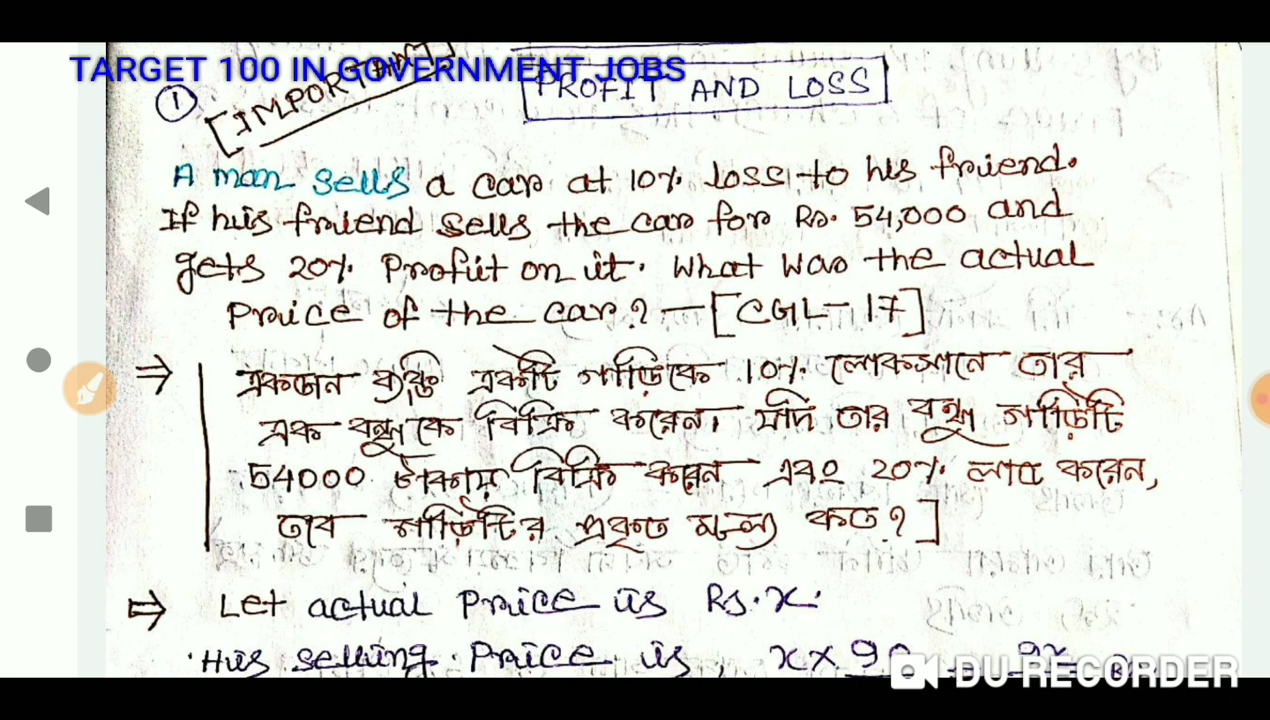 TARGET 100 IN GOVERNMENT JOBS
① [IMPORTANT]
PROFIT AND LOSS
A man sells a car at 10% loss to his friend.
If his friend sells the car for Rs. 54,000 and
gets 20% Profit on it. What was the actual
Price of the car? — [CGL-17]
⇒ একজন ব্যক্তি একটি গাড়িকে 10% লোকসানে তার
এক বন্ধুকে বিক্রি করেন। যদি তার বন্ধু গাড়িটি
54000 টাকায় বিক্রি করেন এবং 20% লাভ করেন,
তবে গাড়িটির প্রকৃত মূল্য কত? ]
⇒ Let actual Price is Rs. x.
His selling Price is, x ×
DU RECORDER